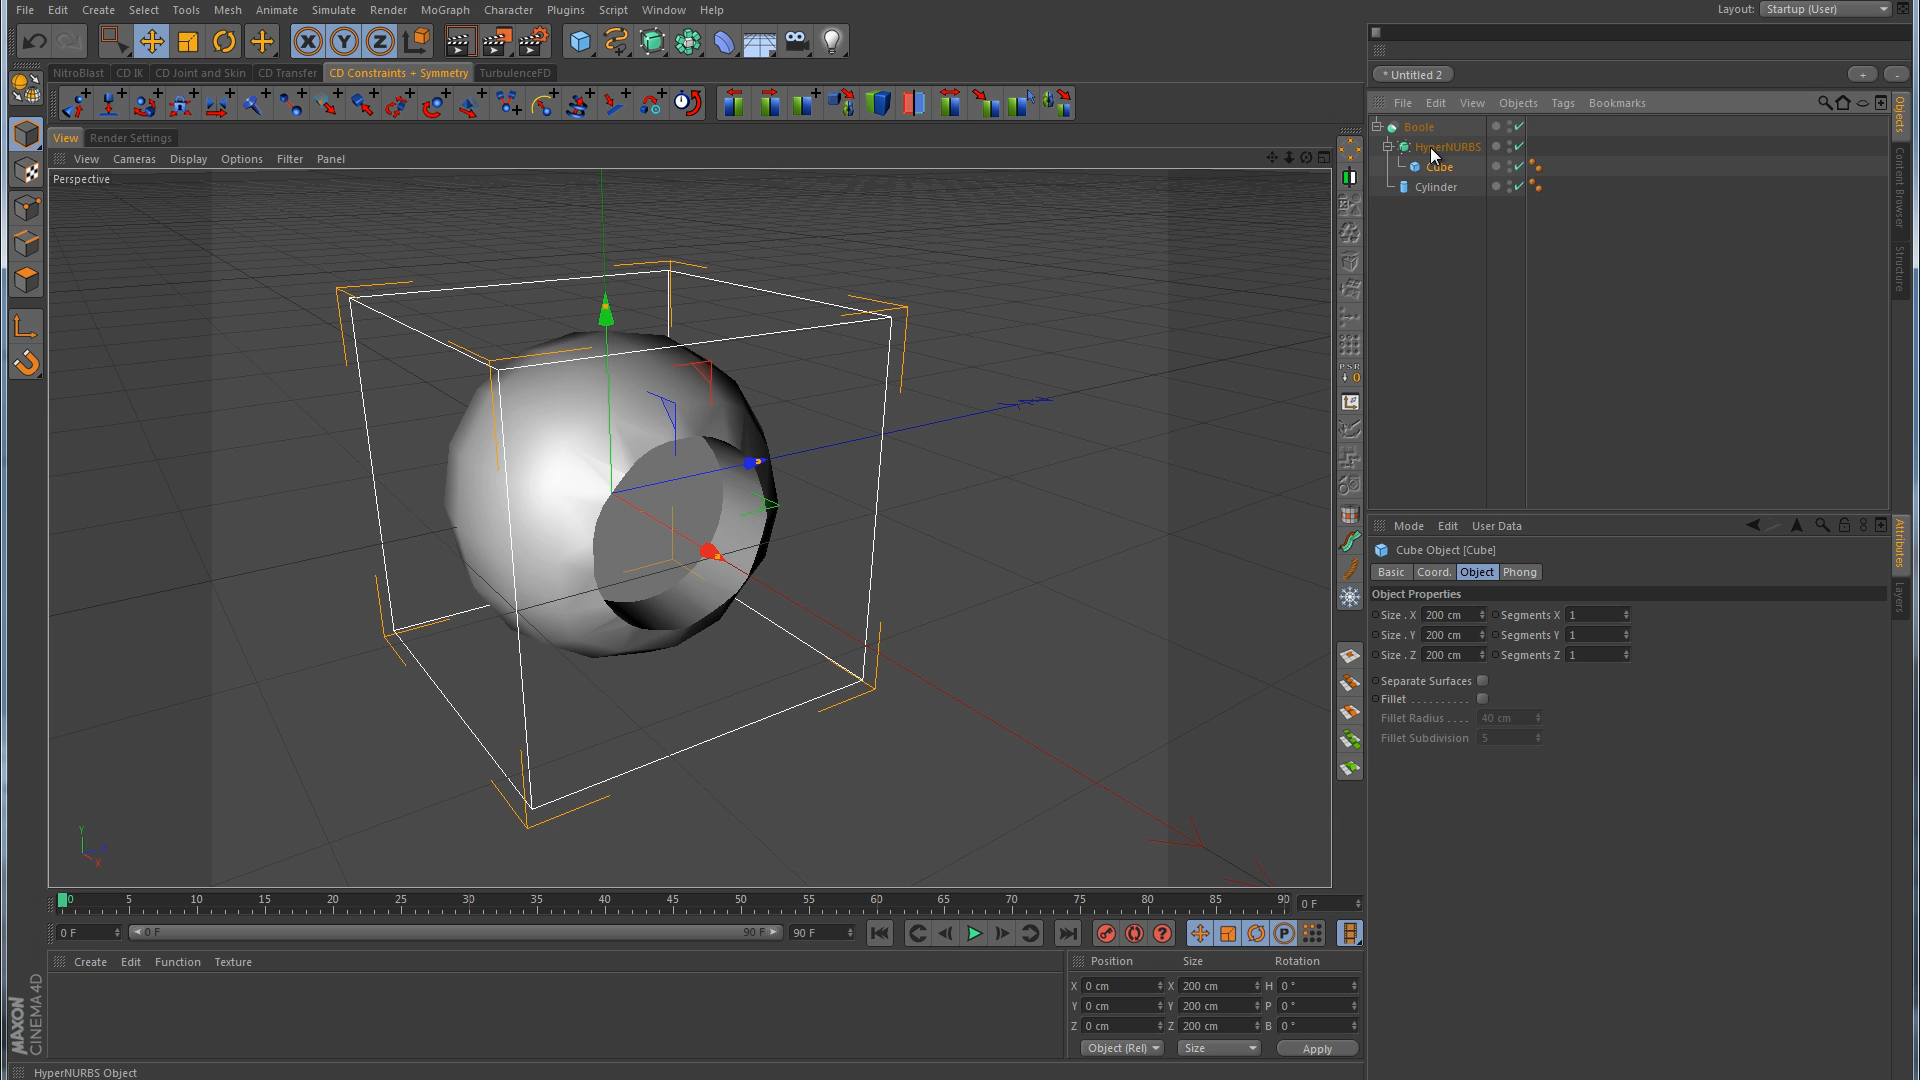 File Edit Create Select Tools Mesh Animate Simulate Render MoGraph Character Plugins Script Window Help
Layout: Startup (User)
* Untitled 2
NitroBlast CD IK CD Joint and Skin CD Transfer CD Constraints + Symmetry TurbulenceFD
File Edit View Objects Tags Bookmarks
Boole
HyperNURBS
Cube
Cylinder
Objects
Content Browser
Structure
View Render Settings
View Cameras Display Options Filter Panel
Perspective
P S R
0
Y
X
Mode Edit User Data
Attributes
Layers
Cube Object [Cube]
Basic Coord. Object Phong
Object Properties
Size . X 200 cm Segments X 1
Size . Y 200 cm Segments Y 1
Size . Z 200 cm Segments Z 1
Separate Surfaces
Fillet . . . . . . . . . .
Fillet Radius . . . . 40 cm
Fillet Subdivision 5
0 5 10 15 20 25 30 35 40 45 50 55 60 65 70 75 80 85 90 0 F
0 F 0 F 90 F 90 F
Create Edit Function Texture
Position Size Rotation
X 0 cm X 200 cm H 0 °
Y 0 cm Y 200 cm P 0 °
Z 0 cm Z 200 cm B 0 °
Object (Rel) Size Apply
MAXON
CINEMA 4D
HyperNURBS Object